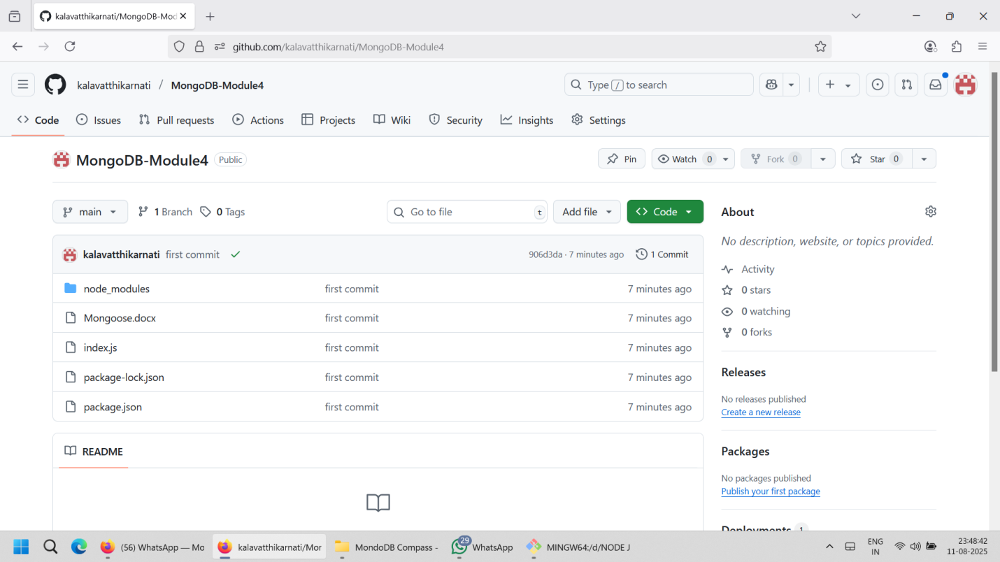 kalavatthikarnati/MongoDB-Mod
github.com/kalavatthikarnati/MongoDB-Module4
kalavatthikarnati / MongoDB-Module4
Type / to search
Code Issues Pull requests Actions Projects Wiki Security Insights Settings
MongoDB-Module4 Public
Pin Watch 0 Fork 0 Star 0
main 1 Branch 0 Tags Go to file t Add file Code
kalavatthikarnati first commit 906d3da · 7 minutes ago 1 Commit
node_modules first commit 7 minutes ago
Mongoose.docx first commit 7 minutes ago
index.js first commit 7 minutes ago
package-lock.json first commit 7 minutes ago
package.json first commit 7 minutes ago
README
About
No description, website, or topics provided.
Activity
0 stars
0 watching
0 forks
Releases
No releases published
Create a new release
Packages
No packages published
Publish your first package
Deployments 1
(56) WhatsApp — Mo
kalavatthikarnati/Mor
MondoDB Compass -
29
WhatsApp
MINGW64:/d/NODE J
ENG
IN
23:48:42
11-08-2025